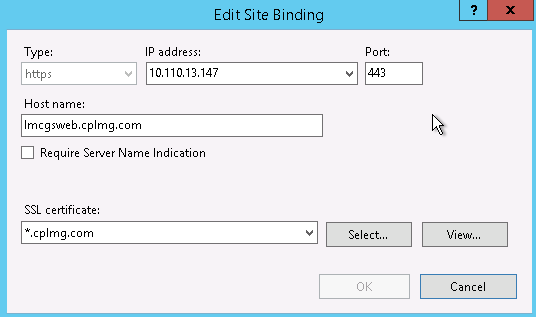 Edit Site Binding
?
x
Type:
IP address:
Port:
https
10.110.13.147
443
Host name:
lmcgsweb.cplmg.com
Require Server Name Indication
SSL certificate:
*.cplmg.com
Select...
View...
OK
Cancel